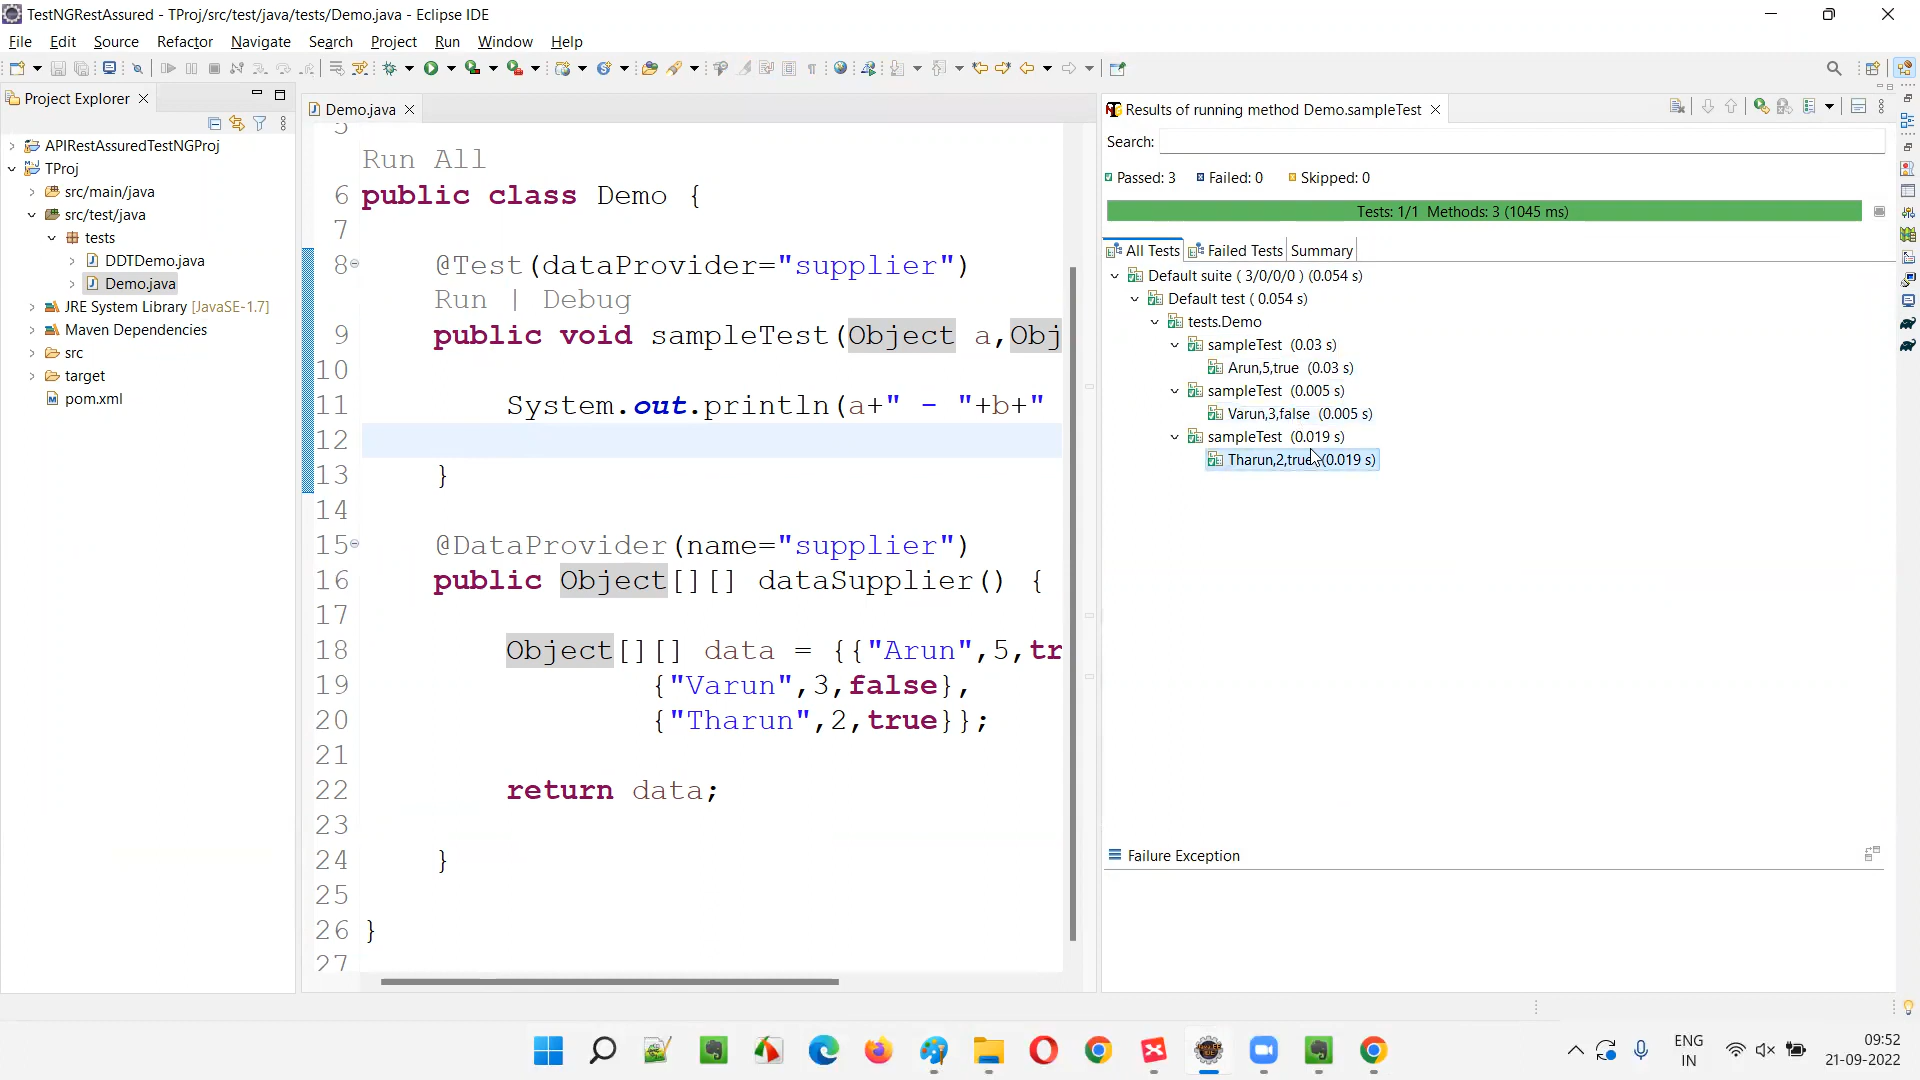 TestNGRestAssured - TProj/src/test/java/tests/Demo.java - Eclipse IDE
File Edit Source Refactor Navigate Search Project Run Window Help
Project Explorer
APIRestAssuredTestNGProj
TProj
src/main/java
src/test/java
tests
DDTDemo.java
Demo.java
JRE System Library [JavaSE-1.7]
Maven Dependencies
src
target
pom.xml
Demo.java
5
Run All
6 public class Demo {
7
8 @Test(dataProvider="supplier")
Run | Debug
9 public void sampleTest(Object a,Obj
10
11 System.out.println(a+" - "+b+"
12
13 }
14
15 @DataProvider(name="supplier")
16 public Object[][] dataSupplier() {
17
18 Object[][] data = {{"Arun",5,tr
19 {"Varun",3,false},
20 {"Tharun",2,true}};
21
22 return data;
23
24 }
25
26 }
27
Results of running method Demo.sampleTest
Search:
Passed: 3 Failed: 0 Skipped: 0
Tests: 1/1 Methods: 3 (1045 ms)
All Tests Failed Tests Summary
Default suite ( 3/0/0/0 ) (0.054 s)
Default test ( 0.054 s)
tests.Demo
sampleTest (0.03 s)
Arun,5,true (0.03 s)
sampleTest (0.005 s)
Varun,3,false (0.005 s)
sampleTest (0.019 s)
Tharun,2,true (0.019 s)
Failure Exception
ENG
IN
09:52
21-09-2022